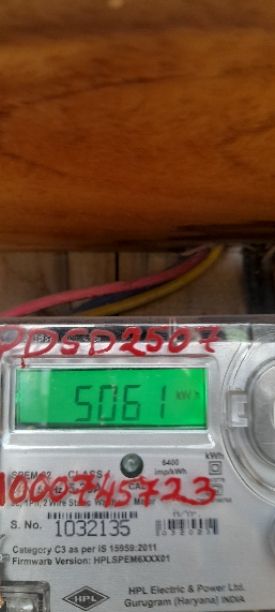 PDSD2507
5061 kWh
kWh
SPEM-02 CLASS 1
6400
imp/kWh
1000745723
S. No. 1032135
Category C3 as per IS 15959:2011
Firmware Version: HPLSPEM6XXX01
HPL
HPL Electric & Power Ltd.
Gurugram (Haryana) INDIA